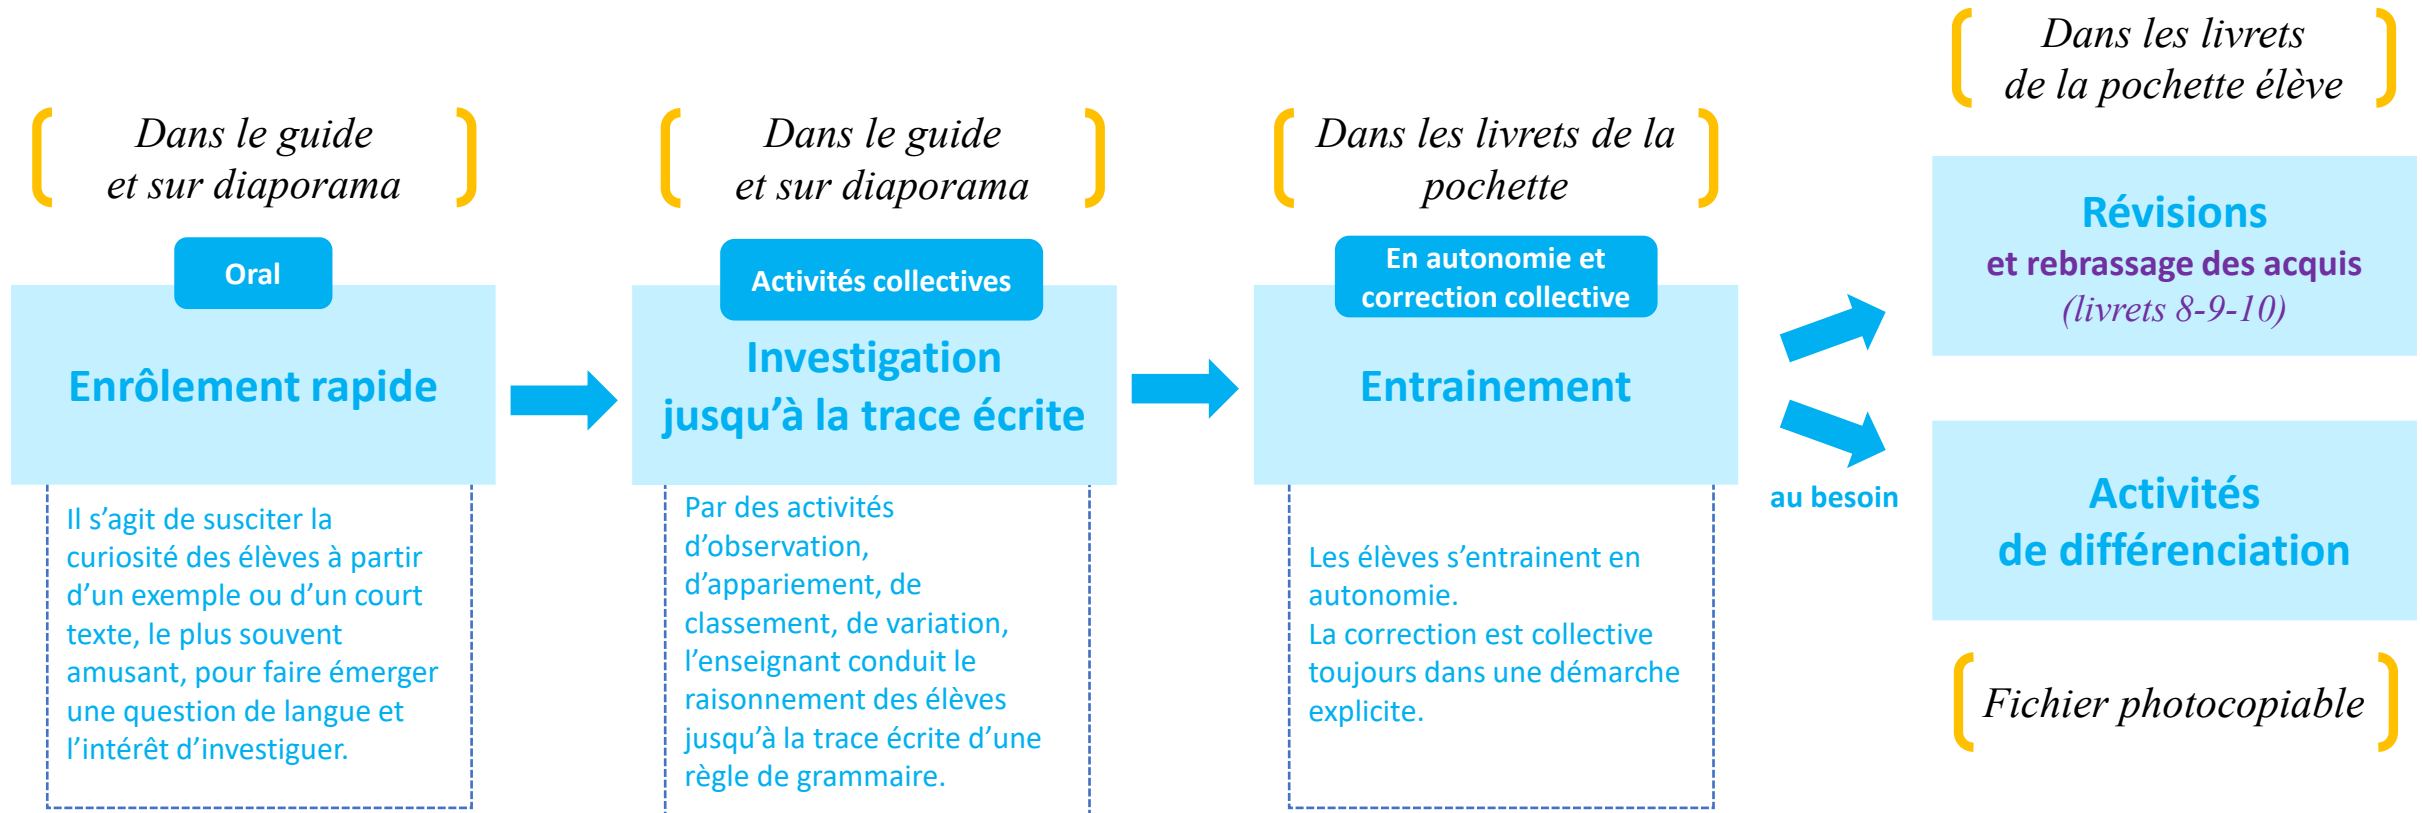 Dans le guide
et sur diaporama
Oral
Enrôlement rapide
Il s’agit de susciter la
curiosité des élèves à partir
d’un exemple ou d’un court
texte, le plus souvent
amusant, pour faire émerger
une question de langue et
l’intérêt d’investiguer.
Dans le guide
et sur diaporama
Activités collectives
Investigation
jusqu’à la trace écrite
Par des activités
d’observation,
d’appariement, de
classement, de variation,
l’enseignant conduit le
raisonnement des élèves
jusqu’à la trace écrite d’une
règle de grammaire.
Dans les livrets de la
pochette
En autonomie et
correction collective
Entrainement
Les élèves s’entrainent en
autonomie.
La correction est collective
toujours dans une démarche
explicite.
au besoin
Dans les livrets
de la pochette élève
Révisions
et rebrassage des acquis
(livrets 8-9-10)
Activités
de différenciation
Fichier photocopiable